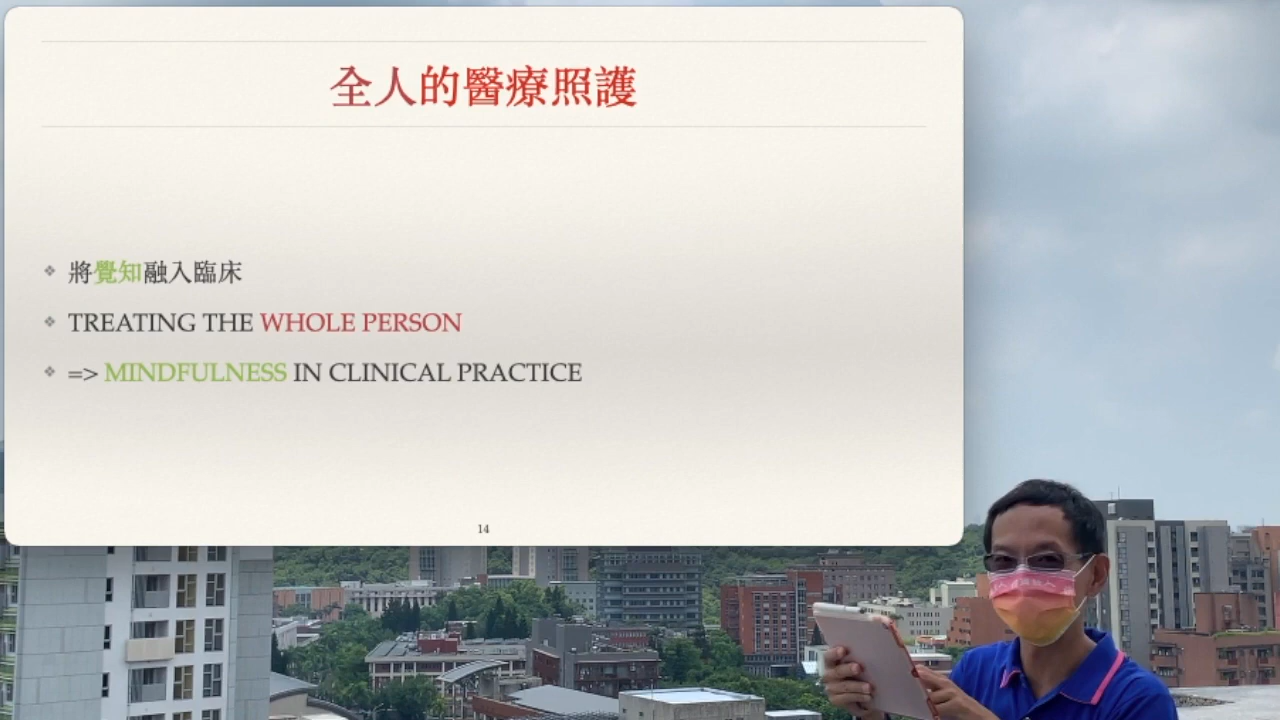 全人的醫療照護
將覺知融入臨床
TREATING THE WHOLE PERSON
=> MINDFULNESS IN CLINICAL PRACTICE
14